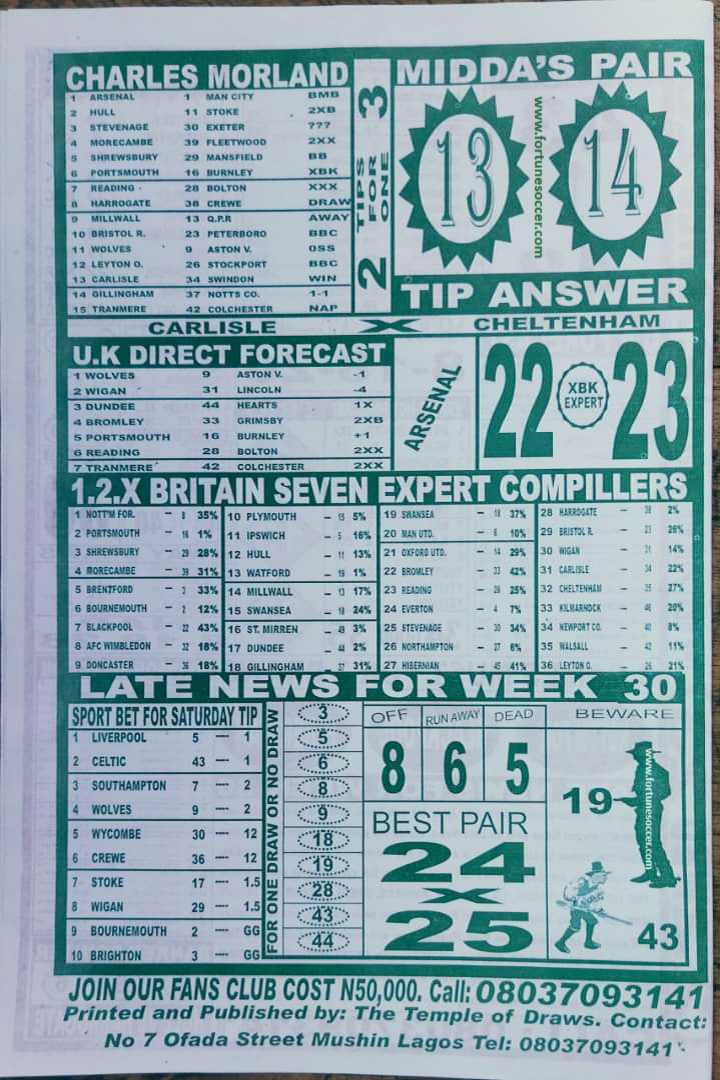 CHARLES MORLAND
1 ARSENAL 1 MAN CITY BMB
2 HULL 11 STOKE 2XB
3 STEVENAGE 30 EXETER ???
4 MORECAMBE 39 FLEETWOOD 2XX
5 SHREWSBURY 29 MANSFIELD BB
6 PORTSMOUTH 16 BURNLEY XBK
7 READING - 28 BOLTON XXX
8 HARROGATE 38 CREWE DRAW
9 MILLWALL 13 Q.P.R AWAY
10 BRISTOL R. 23 PETERBORO BBC
11 WOLVES 9 ASTON V. OSS
12 LEYTON O. 26 STOCKPORT BBC
13 CARLISLE 34 SWINDON WIN
14 GILLINGHAM 37 NOTTS CO. 1-1
15 TRANMERE 42 COLCHESTER NAP
2 TIPS FOR ONE 3
MIDDA'S PAIR
13 14
www.fortunesoccer.com
TIP ANSWER
CARLISLE X CHELTENHAM
U.K DIRECT FORECAST
1 WOLVES 9 ASTON V. -1
2 WIGAN 31 LINCOLN -4
3 DUNDEE 44 HEARTS 1X
4 BROMLEY 33 GRIMSBY 2XB
5 PORTSMOUTH 16 BURNLEY +1
6 READING 28 BOLTON 2XX
7 TRANMERE 42 COLCHESTER 2XX
ARSENAL
22 XBK EXPERT 23
1.2.X BRITAIN SEVEN EXPERT COMPILLERS
1 NOTT'M FOR. - 8 35%
2 PORTSMOUTH - 16 1%
3 SHREWSBURY - 29 28%
4 MORECAMBE - 39 31%
5 BRENTFORD - 3 33%
6 BOURNEMOUTH - 2 12%
7 BLACKPOOL - 22 43%
8 AFC WIMBLEDON - 32 18%
9 DONCASTER - 36 18%
10 PLYMOUTH - 15 5%
11 IPSWICH - 5 16%
12 HULL - 11 13%
13 WATFORD - 19 1%
14 MILLWALL - 13 17%
15 SWANSEA - 18 24%
16 ST. MIRREN - 48 3%
17 DUNDEE - 44 2%
18 GILLINGHAM - 37 31%
19 SWANSEA - 18 37%
20 MAN UTD. - 6 10%
21 OXFORD UTD. - 14 29%
22 BROMLEY - 33 42%
23 READING - 28 25%
24 EVERTON - 4 7%
25 STEVENAGE - 30 34%
26 NORTHAMPTON - 27 6%
27 HIBERNIAN - 45 41%
28 HARROGATE - 38 2%
29 BRISTOL R. - 23 26%
30 WIGAN - 31 14%
31 CARLISLE - 34 22%
32 CHELTENHAM - 35 27%
33 KILMARNOCK - 46 20%
34 NEWPORT CO. - 40 8%
35 WALSALL - 42 11%
36 LEYTON O. - 26 21%
LATE NEWS FOR WEEK 30
SPORT BET FOR SATURDAY TIP
1 LIVERPOOL 5 ---- 1
2 CELTIC 43 ---- 1
3 SOUTHAMPTON 7 ---- 2
4 WOLVES 9 ---- 2
5 WYCOMBE 30 ---- 12
6 CREWE 36 ---- 12
7 STOKE 17 ---- 1.5
8 WIGAN 29 ---- 1.5
9 BOURNEMOUTH 2 ---- GG
10 BRIGHTON 3 ---- GG
FOR ONE DRAW OR NO DRAW
3
5
6
8
9
18
19
28
43
44
OFF RUN AWAY DEAD
8 6 5
BEST PAIR
24
X
25
BEWARE
19
www.fortunesoccer.com
43
JOIN OUR FANS CLUB COST N50,000. Call: 08037093141
Printed and Published by: The Temple of Draws. Contact:
No 7 Ofada Street Mushin Lagos Tel: 08037093141